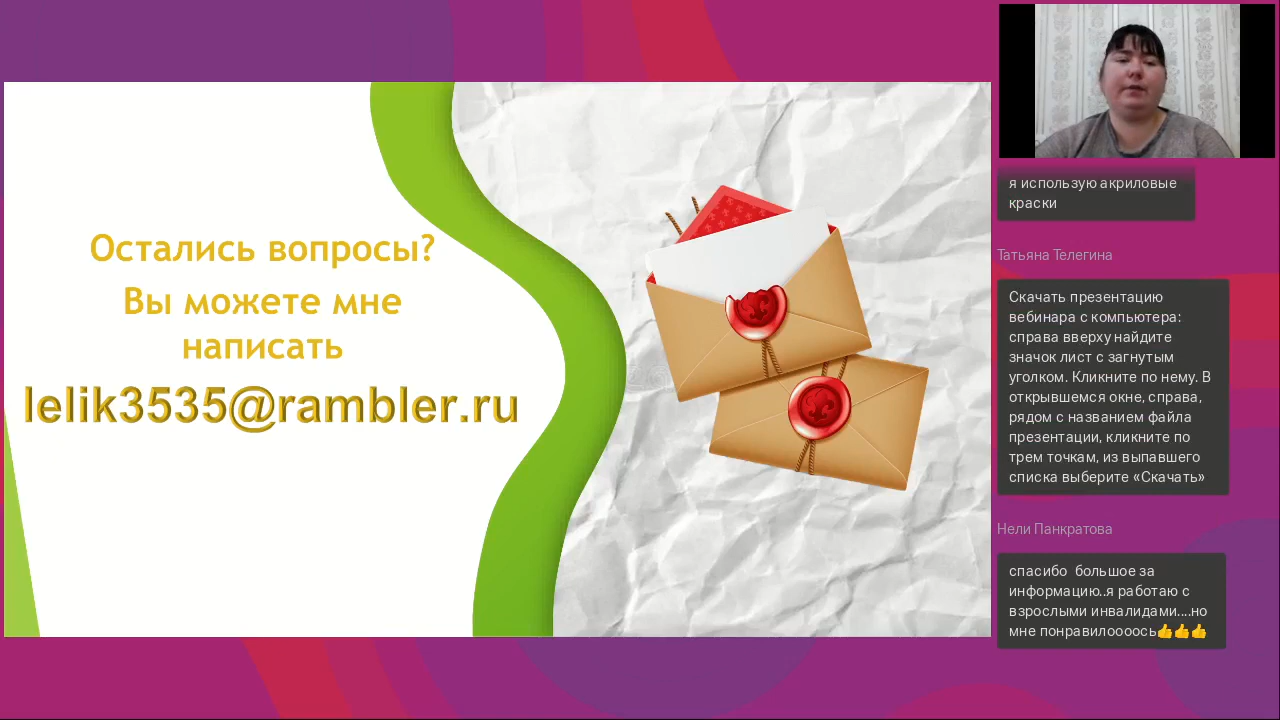 Остались вопросы?
Вы можете мне
написать
lelik3535@rambler.ru
я использую акриловые
краски
Татьяна Телегина
Скачать презентацию
вебинара с компьютера:
справа вверху найдите
значок лист с загнутым
уголком. Кликните по нему. В
открывшемся окне, справа,
рядом с названием файла
презентации, кликните по
трем точкам, из выпавшего
списка выберите «Скачать»
Нели Панкратова
спасибо  большое за
информацию..я работаю с
взрослыми инвалидами....но
мне понравилоооось👍👍👍